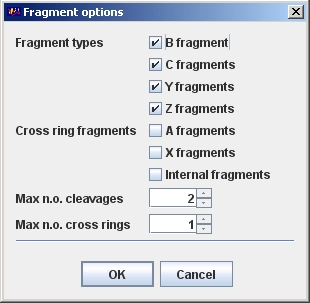 Fragment options
Fragment types B fragment
C fragments
Y fragments
Z fragments
Cross ring fragments A fragments
X fragments
Internal fragments
Max n.o. cleavages 2
Max n.o. cross rings 1
OK Cancel